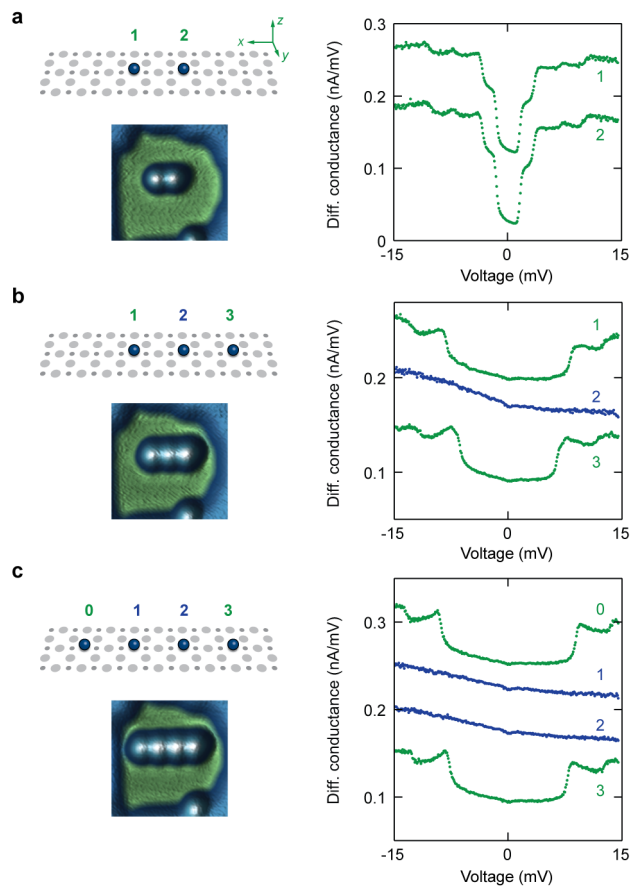 a
1 2
z
x
y
0.3
0.2
0.1
0
Diff. conductance (nA/mV)
1
2
-15 0 15
Voltage (mV)
b
1 2 3
0.2
0.1
Diff. conductance (nA/mV)
1
2
3
-15 0 15
Voltage (mV)
c
0 1 2 3
0.3
0.2
0.1
Diff. conductance (nA/mV)
0
1
2
3
-15 0 15
Voltage (mV)